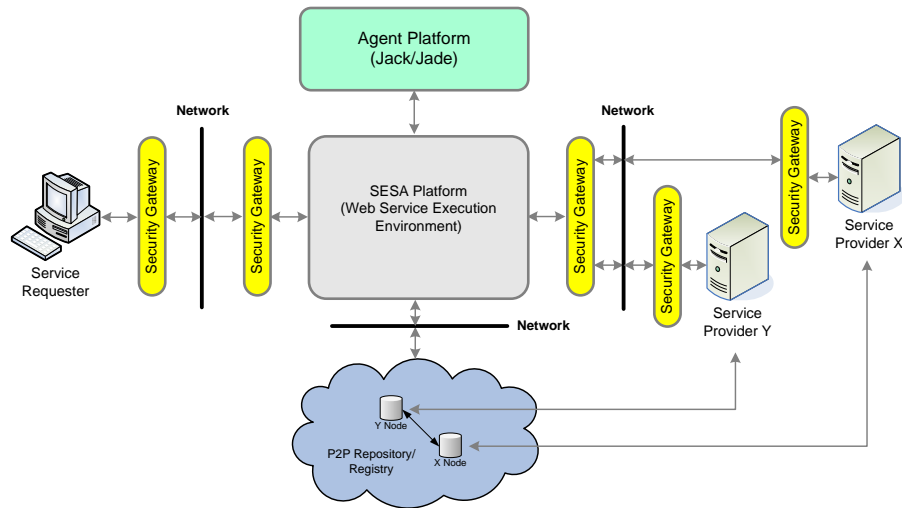 Agent Platform
(Jack/Jade)
Network
Network
Security Gateway
Security Gateway
SESA Platform
(Web Service Execution
Environment)
Security Gateway
Security Gateway
Security Gateway
Service
Requester
Service
Provider X
Service
Provider Y
Network
Y Node
X Node
P2P Repository/
Registry